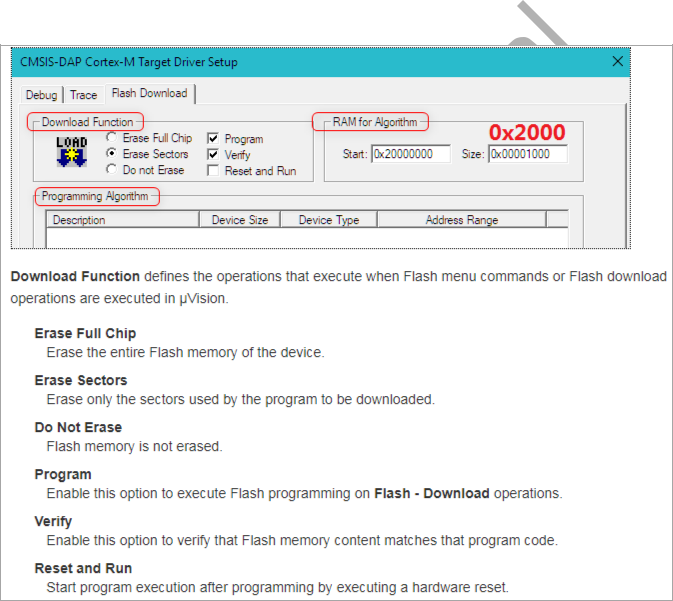 CMSIS-DAP Cortex-M Target Driver Setup
Debug Trace Flash Download
Download Function
LOAD
Erase Full Chip
Erase Sectors
Do not Erase
Program
Verify
Reset and Run
RAM for Algorithm
0x2000
Start: 0x20000000 Size: 0x00001000
Programming Algorithm
Description Device Size Device Type Address Range
Download Function defines the operations that execute when Flash menu commands or Flash download
operations are executed in µVision.
Erase Full Chip
Erase the entire Flash memory of the device.
Erase Sectors
Erase only the sectors used by the program to be downloaded.
Do Not Erase
Flash memory is not erased.
Program
Enable this option to execute Flash programming on Flash - Download operations.
Verify
Enable this option to verify that Flash memory content matches that program code.
Reset and Run
Start program execution after programming by executing a hardware reset.